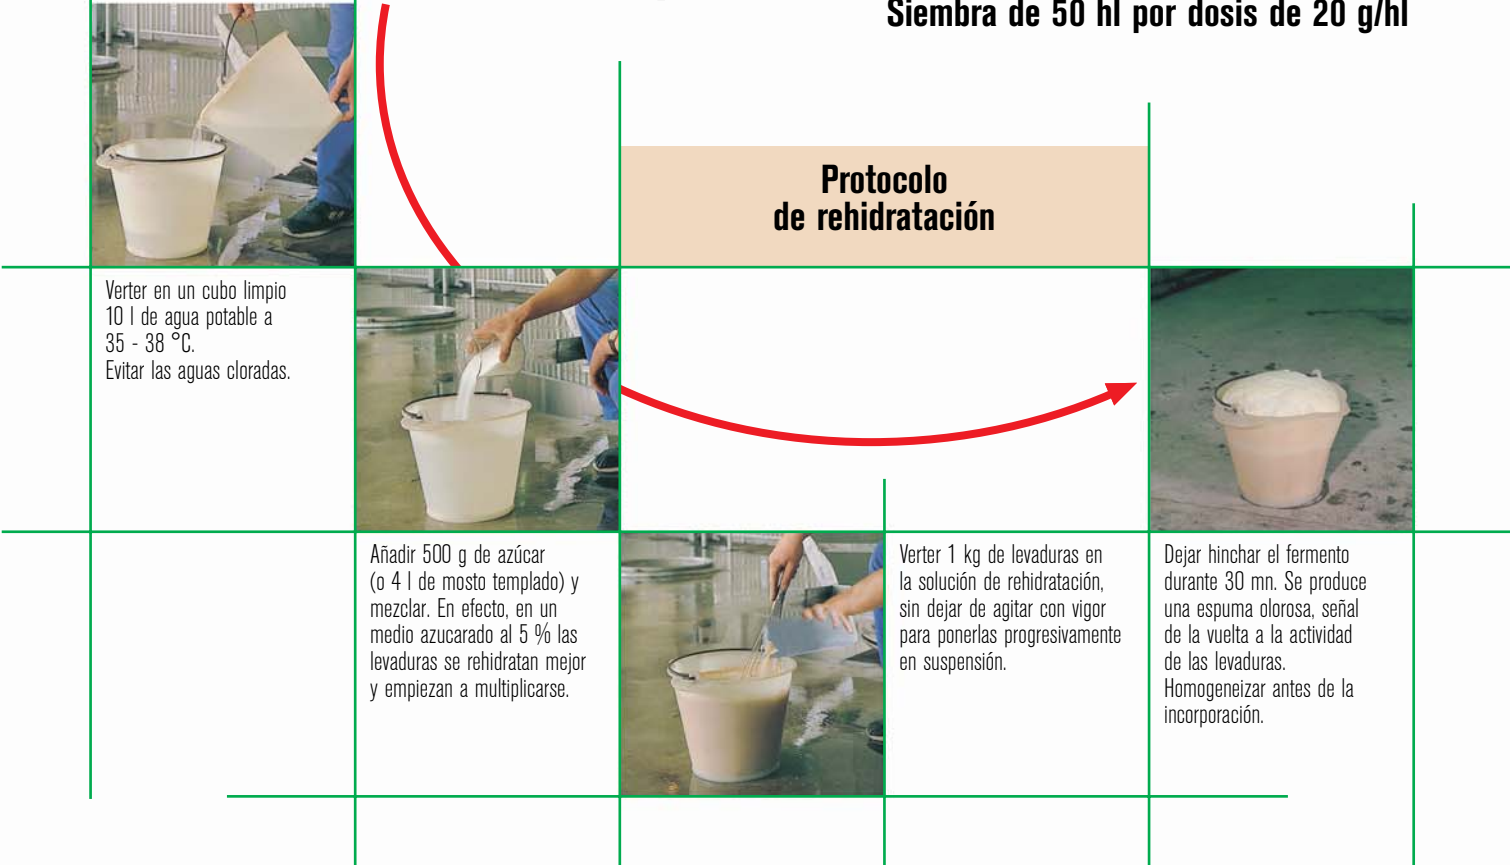 Siembra de 50 hl por dosis de 20 g/hl
Protocolo
de rehidratación
Verter en un cubo limpio
10 l de agua potable a
35 - 38 °C.
Evitar las aguas cloradas.
Añadir 500 g de azúcar
(o 4 l de mosto templado) y
mezclar. En efecto, en un
medio azucarado al 5 % las
levaduras se rehidratan mejor
y empiezan a multiplicarse.
Verter 1 kg de levaduras en
la solución de rehidratación,
sin dejar de agitar con vigor
para ponerlas progresivamente
en suspensión.
Dejar hinchar el fermento
durante 30 mn. Se produce
una espuma olorosa, señal
de la vuelta a la actividad
de las levaduras.
Homogeneizar antes de la
incorporación.